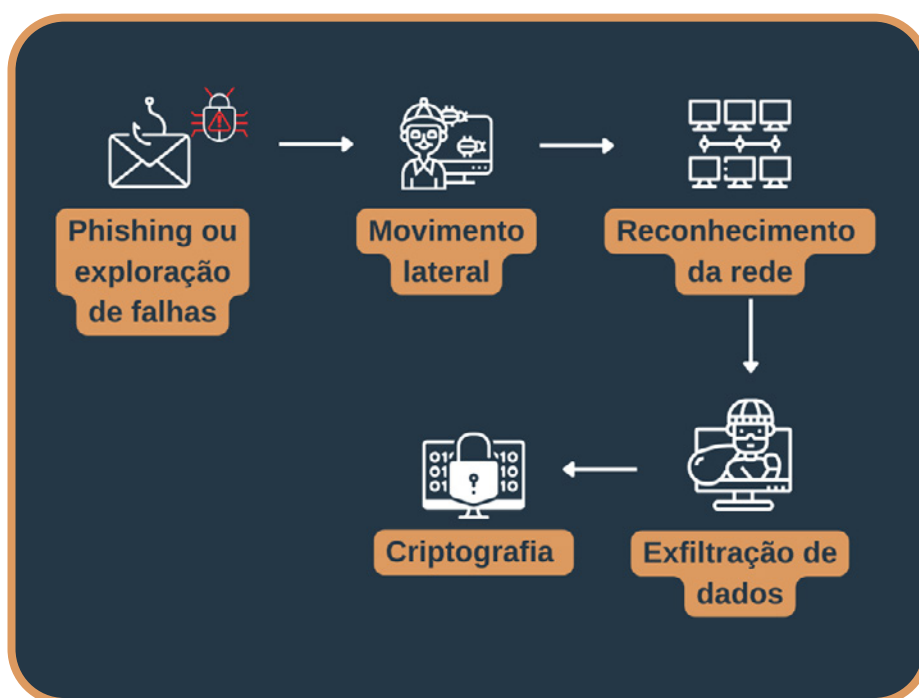 Phishing ou
exploração
de falhas
Movimento
lateral
Reconhecimento
da rede
Exfiltração de
dados
Criptografia